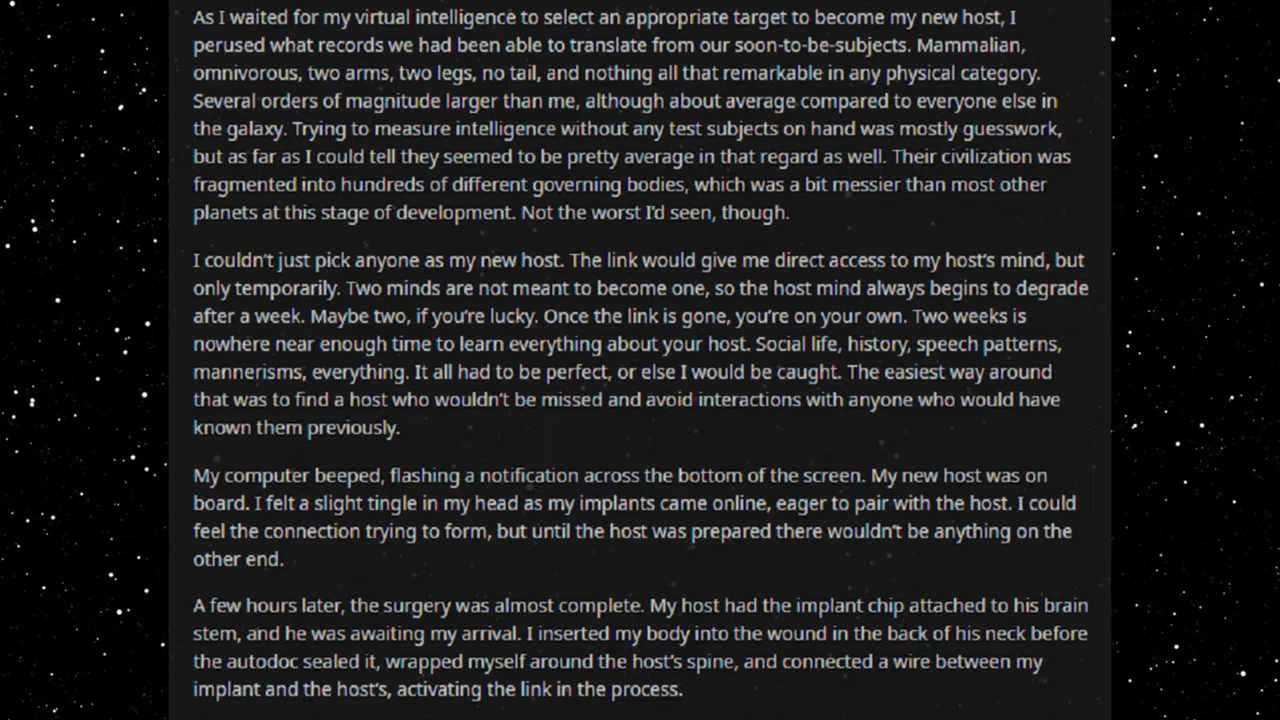 As I waited for my virtual intelligence to select an appropriate target to become my new host, I
perused what records we had been able to translate from our soon-to-be-subjects. Mammalian,
omnivorous, two arms, two legs, no tail, and nothing all that remarkable in any physical category.
Several orders of magnitude larger than me, although about average compared to everyone else in
the galaxy. Trying to measure intelligence without any test subjects on hand was mostly guesswork,
but as far as I could tell they seemed to be pretty average in that regard as well. Their civilization was
fragmented into hundreds of different governing bodies, which was a bit messier than most other
planets at this stage of development. Not the worst I’d seen, though.
I couldn’t just pick anyone as my new host. The link would give me direct access to my host’s mind, but
only temporarily. Two minds are not meant to become one, so the host mind always begins to degrade
after a week. Maybe two, if you’re lucky. Once the link is gone, you’re on your own. Two weeks is
nowhere near enough time to learn everything about your host. Social life, history, speech patterns,
mannerisms, everything. It all had to be perfect, or else I would be caught. The easiest way around
that was to find a host who wouldn’t be missed and avoid interactions with anyone who would have
known them previously.
My computer beeped, flashing a notification across the bottom of the screen. My new host was on
board. I felt a slight tingle in my head as my implants came online, eager to pair with the host. I could
feel the connection trying to form, but until the host was prepared there wouldn’t be anything on the
other end.
A few hours later, the surgery was almost complete. My host had the implant chip attached to his brain
stem, and he was awaiting my arrival. I inserted my body into the wound in the back of his neck before
the autodoc sealed it, wrapped myself around the host’s spine, and connected a wire between my
implant and the host’s, activating the link in the process.